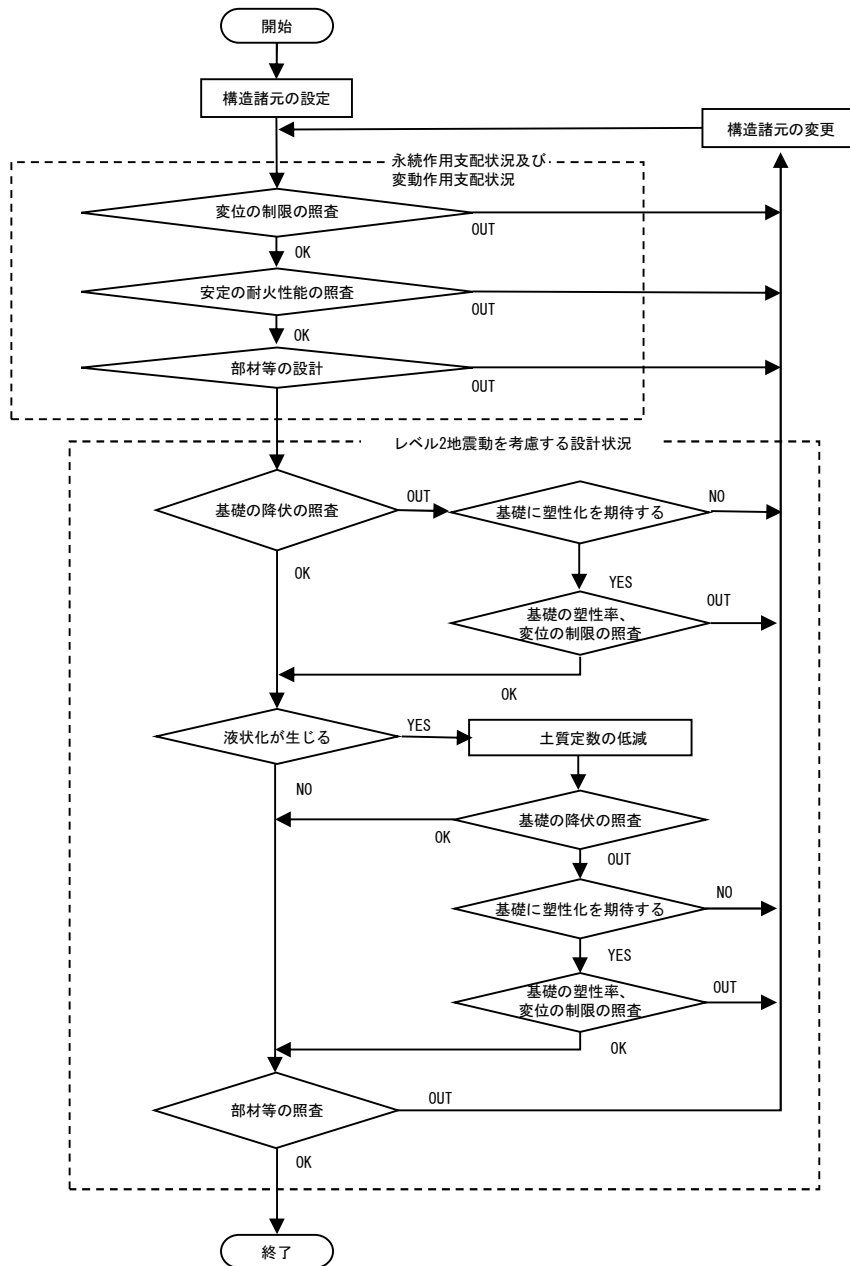 開始
構造諸元の設定
構造諸元の変更
永続作用支配状況及び
変動作用支配状況
変位の制限の照査
OUT
OK
安定の耐火性能の照査
OUT
OK
部材等の設計
OUT
レベル2地震動を考慮する設計状況
基礎の降伏の照査
OUT
基礎に塑性化を期待する
NO
OK
YES
基礎の塑性率、
変位の制限の照査
OUT
OK
液状化が生じる
YES
土質定数の低減
NO
基礎の降伏の照査
OK
OUT
基礎に塑性化を期待する
NO
YES
基礎の塑性率、
変位の制限の照査
OUT
OK
部材等の照査
OUT
OK
終了